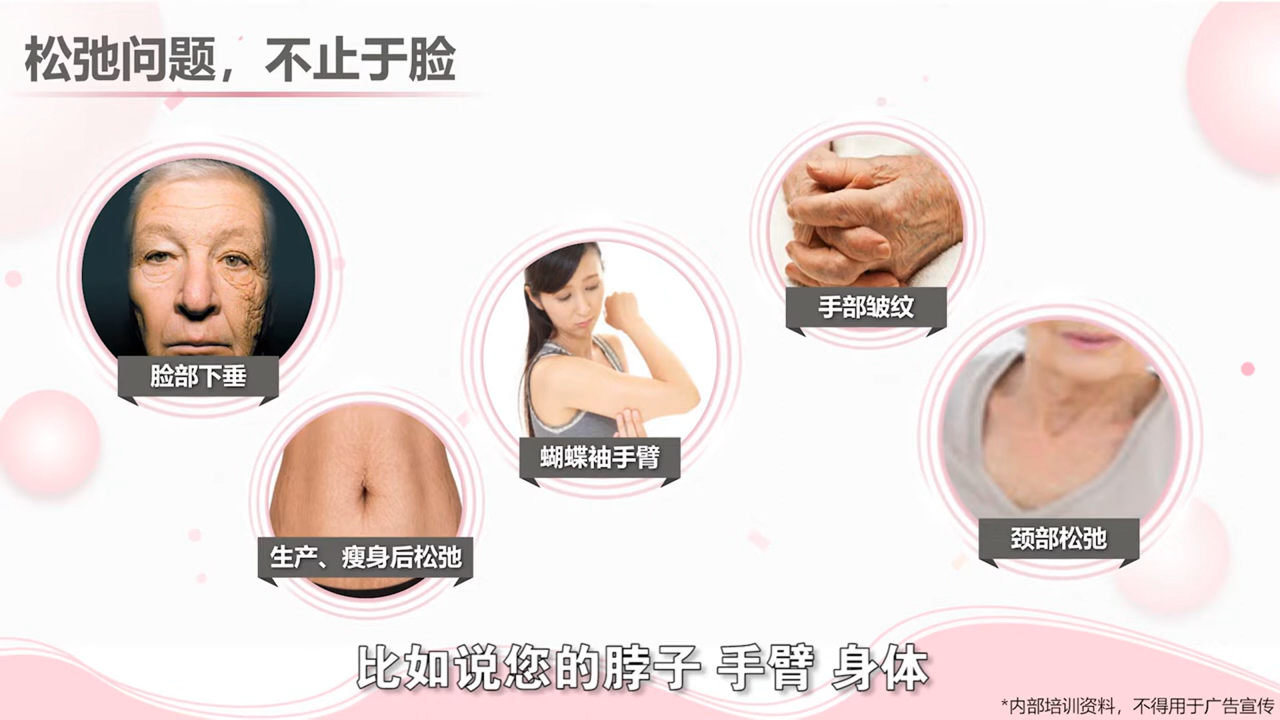 松弛问题，不止于脸
脸部下垂
生产、瘦身后松弛
蝴蝶袖手臂
手部皱纹
颈部松弛
比如说您的脖子 手臂 身体
*内部培训资料，不得用于广告宣传